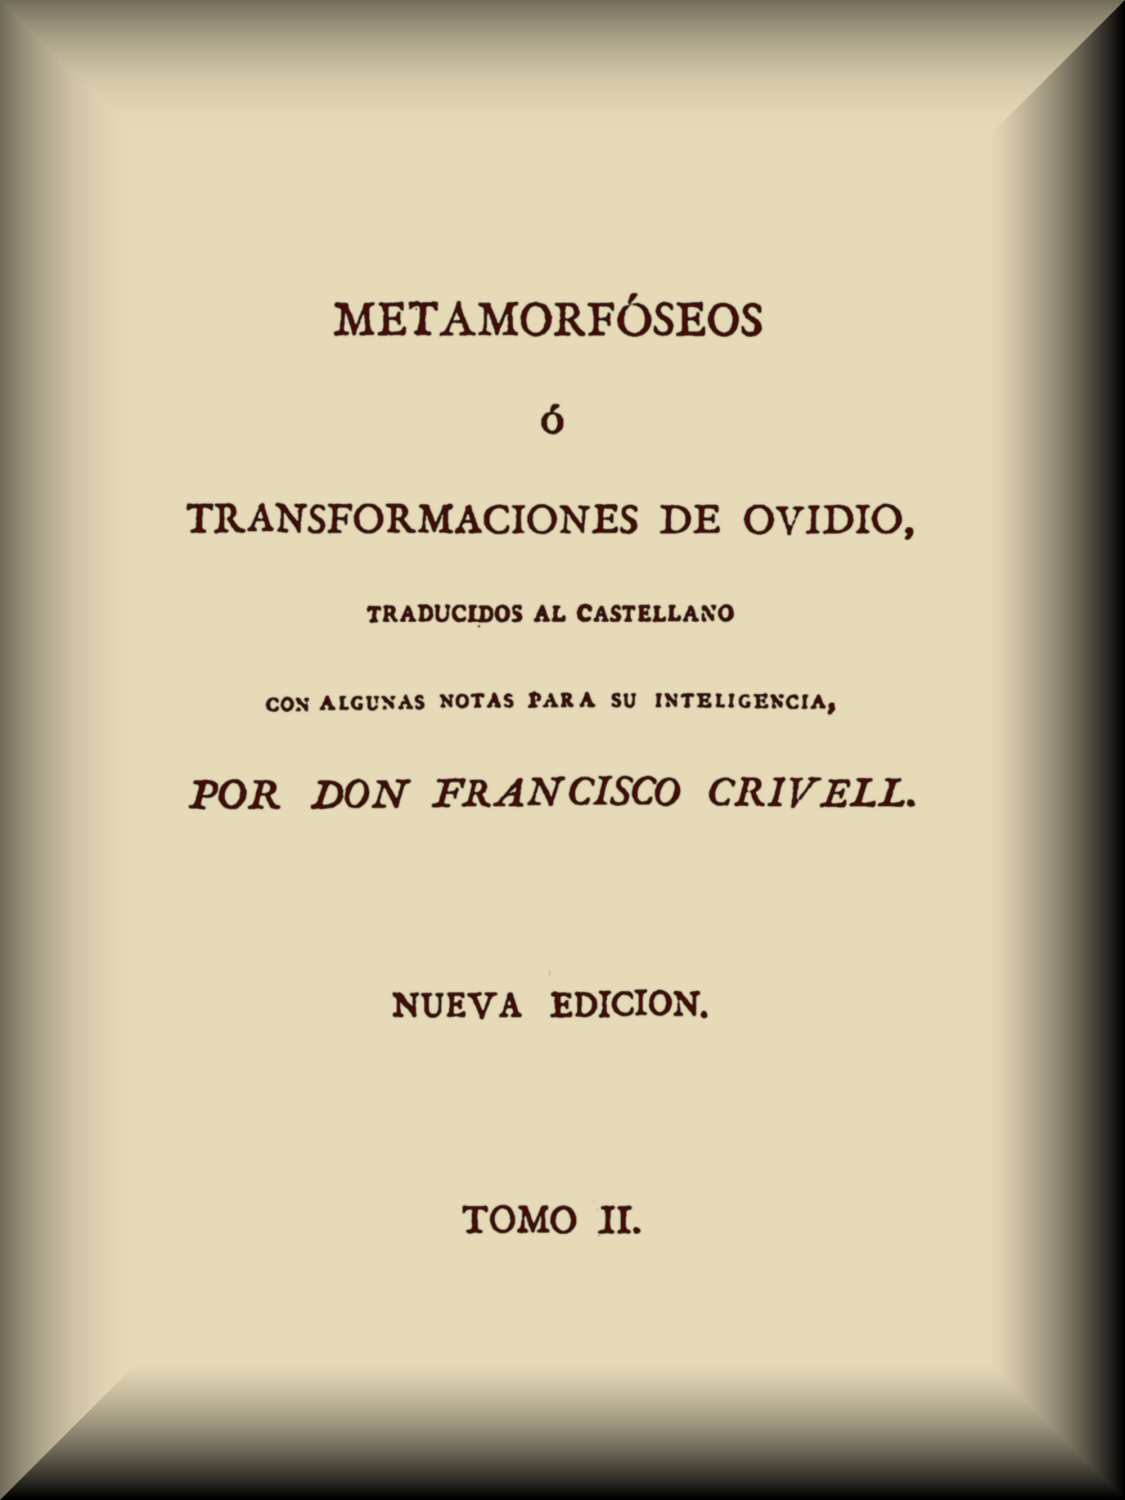 METAMORFÓSEOS
Ó
TRANSFORMACIONES DE OVIDIO,
TRADUCIDOS AL CASTELLANO
CON ALGUNAS NOTAS PARA SU INTELIGENCIA,
POR DON FRANCISCO CRIVELL.
NUEVA EDICION.
TOMO II.